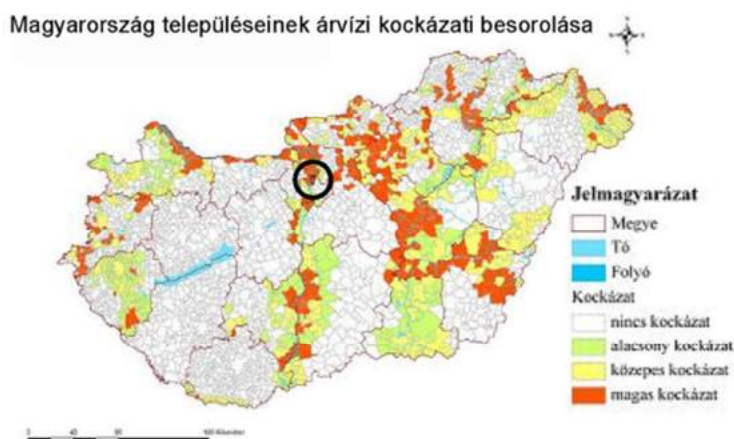 Magyarország településeinek árvízi kockázati besorolása
Jelmagyarázat
Megye
Tó
Folyó
Kockázat
nincs kockázat
alacsony kockázat
közepes kockázat
magas kockázat